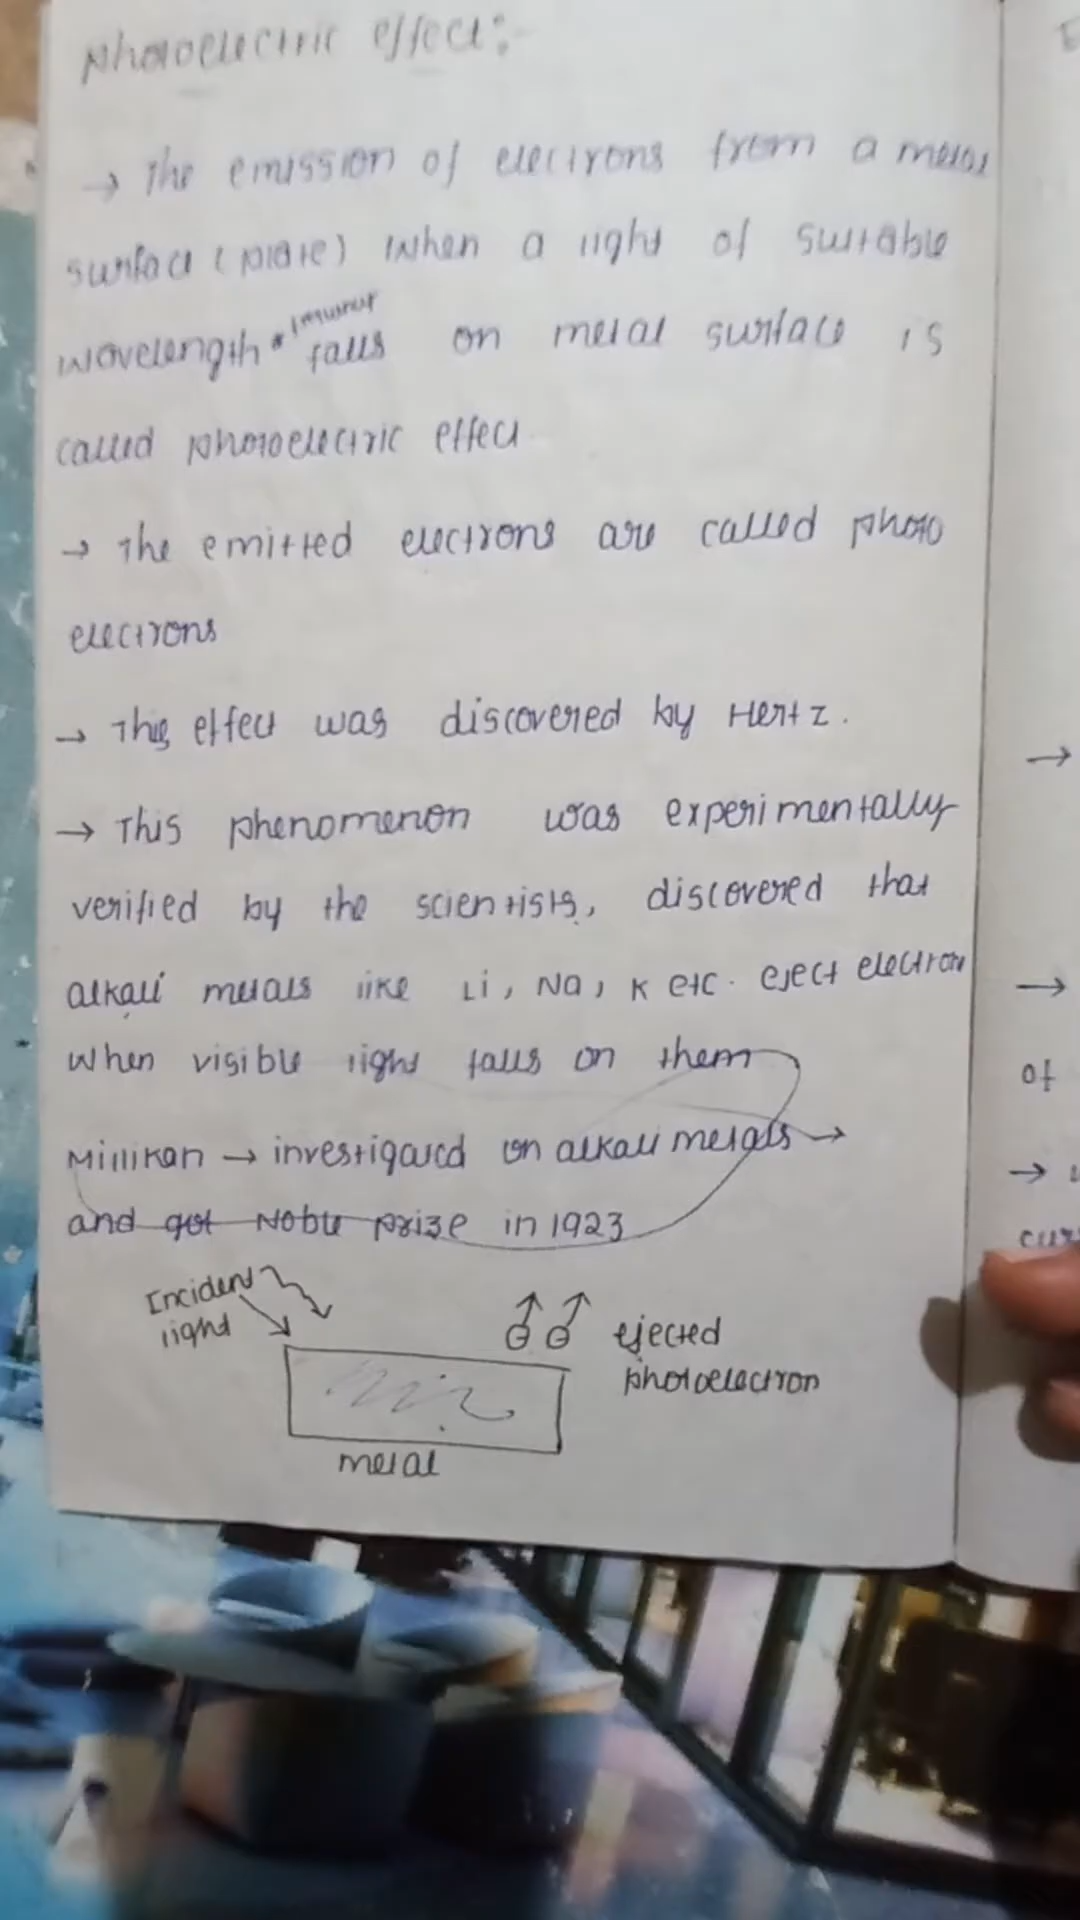 photoelectric effect:-
→ The emission of electrons from a metal
surface (plate) when a light of suitable
wavelength falls on metal surface is
called photoelectric effect
→ The emitted electrons are called photo
electrons
→ This effect was discovered by Hertz.
→ This phenomenon was experimentally
verified by the scientists, discovered that
alkali metals like Li, Na, K etc. eject electron
when visible light falls on them
Millikan → investigated on alkali metals →
and got Noble prize in 1923
Incident
light
ejected
photoelectron
metal
→
→
of
→